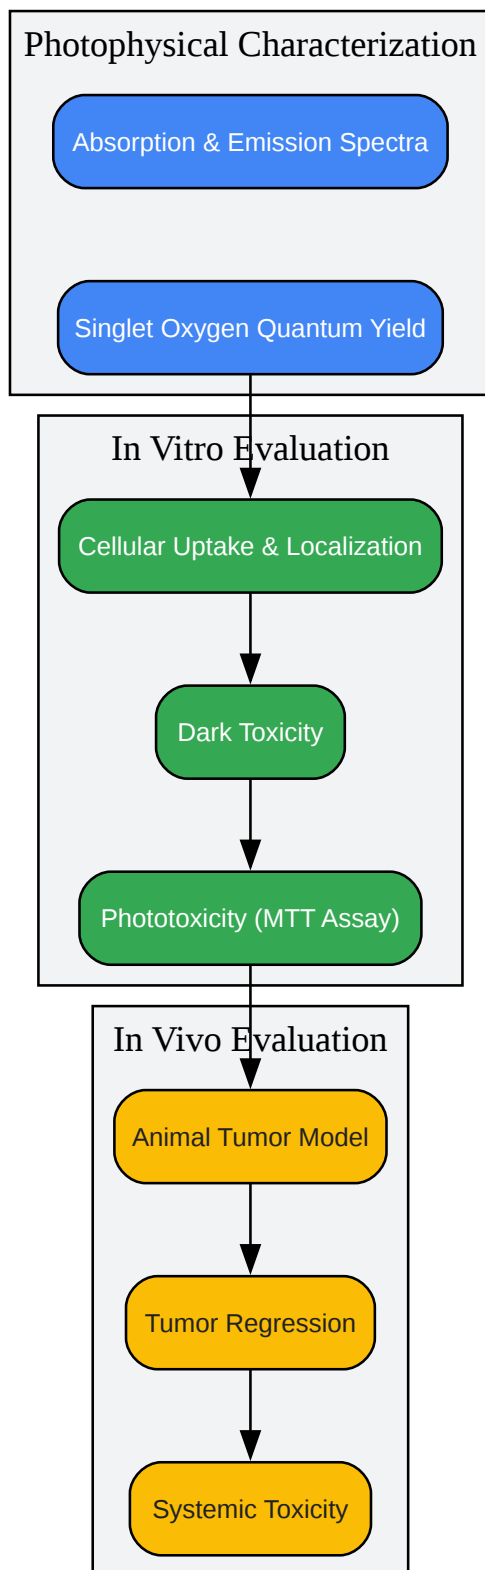 Photophysical Characterization
Absorption & Emission Spectra
Singlet Oxygen Quantum Yield
In Vitro Evaluation
Cellular Uptake & Localization
Dark Toxicity
Phototoxicity (MTT Assay)
In Vivo Evaluation
Animal Tumor Model
Tumor Regression
Systemic Toxicity